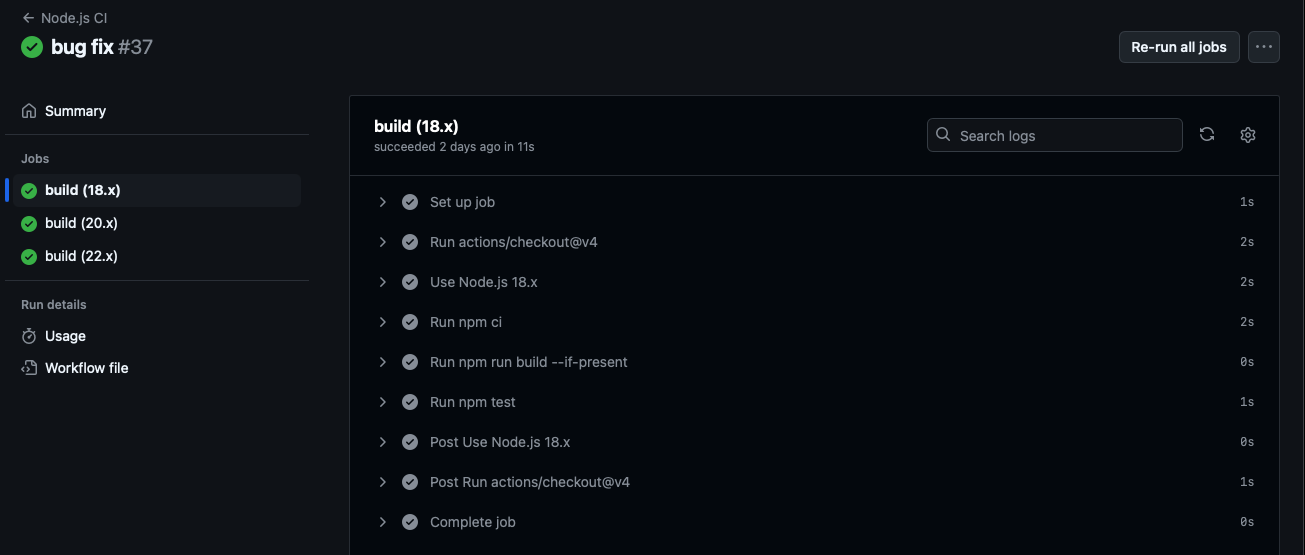 Node.js CI
bug fix #37
Re-run all jobs
Summary
Jobs
build (18.x)
build (20.x)
build (22.x)
Run details
Usage
Workflow file
build (18.x)
succeeded 2 days ago in 11s
Search logs
Set up job 1s
Run actions/checkout@v4 2s
Use Node.js 18.x 2s
Run npm ci 2s
Run npm run build --if-present 0s
Run npm test 1s
Post Use Node.js 18.x 0s
Post Run actions/checkout@v4 1s
Complete job 0s